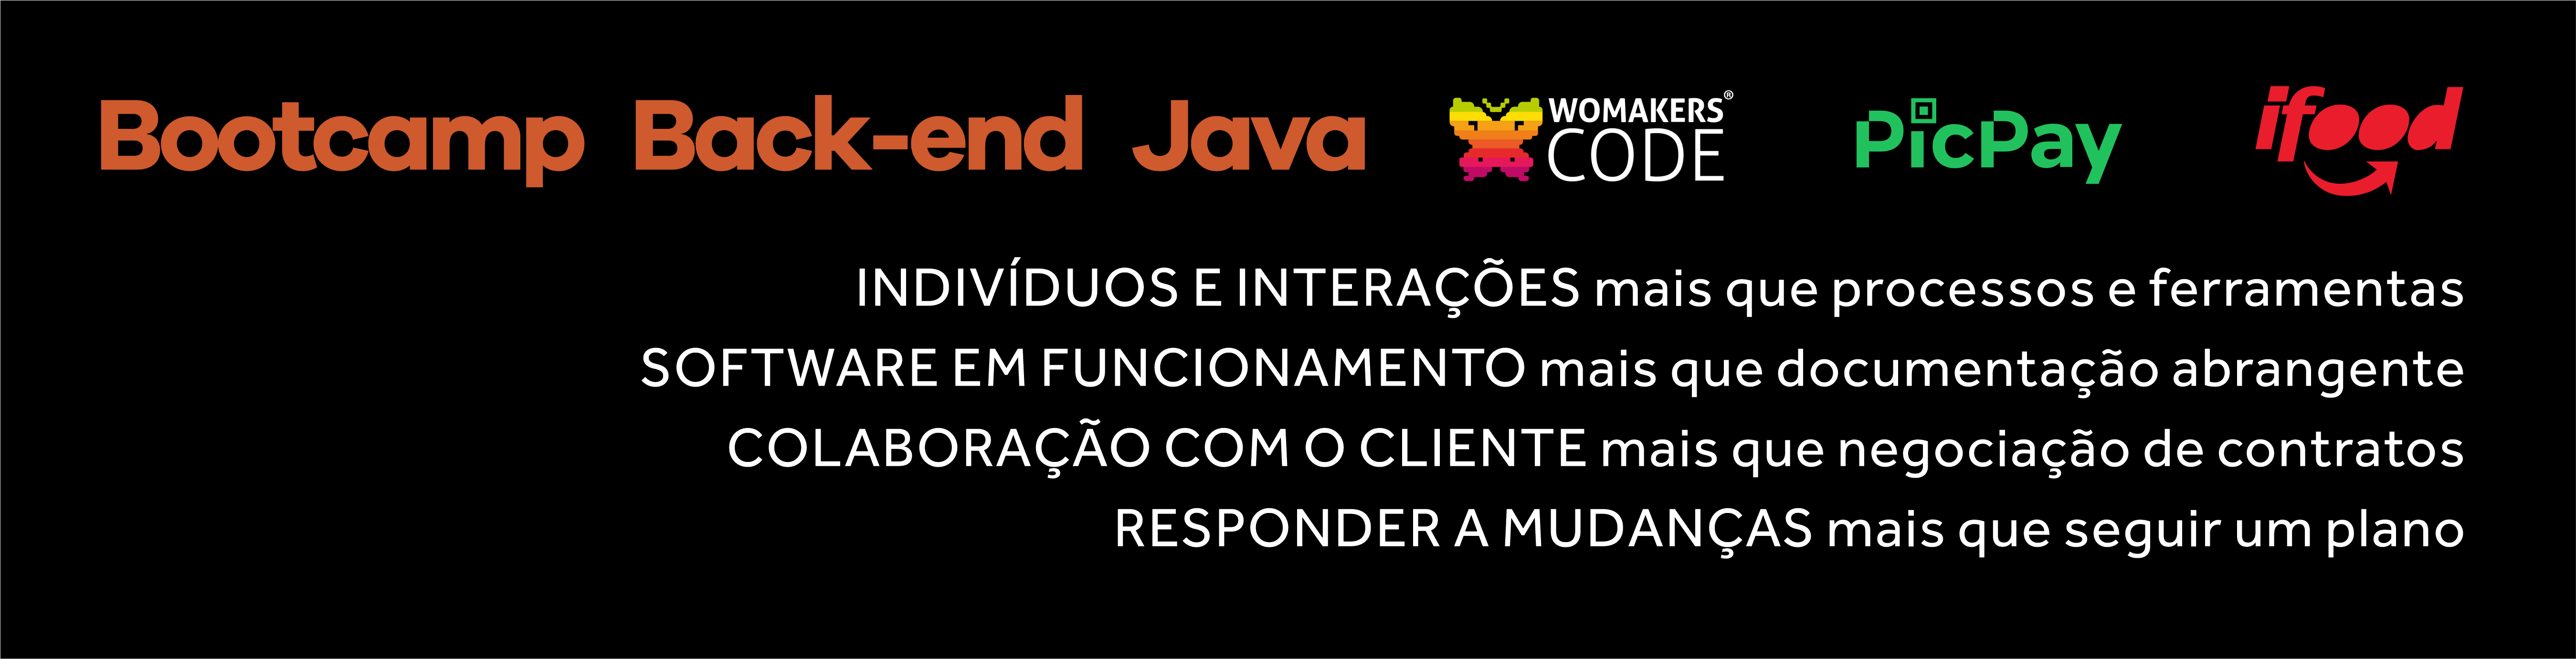 Bootcamp Back-end Java WOMAKERS® CODE PicPay ifood
INDIVÍDUOS E INTERAÇÕES mais que processos e ferramentas
SOFTWARE EM FUNCIONAMENTO mais que documentação abrangente
COLABORAÇÃO COM O CLIENTE mais que negociação de contratos
RESPONDER A MUDANÇAS mais que seguir um plano